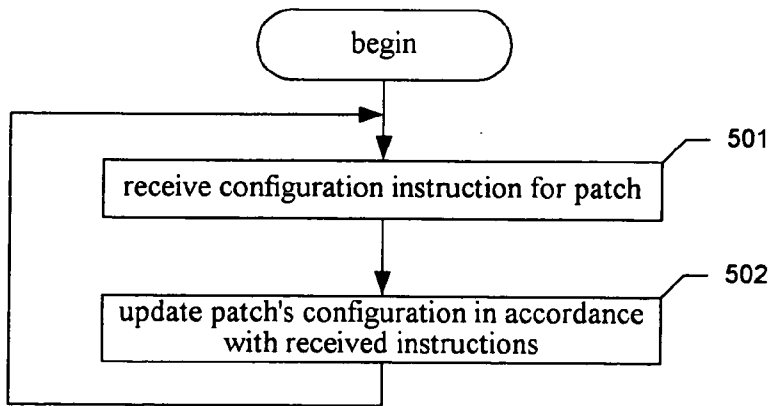 begin
501
receive configuration instruction for patch
502
update patch's configuration in accordance
with received instructions